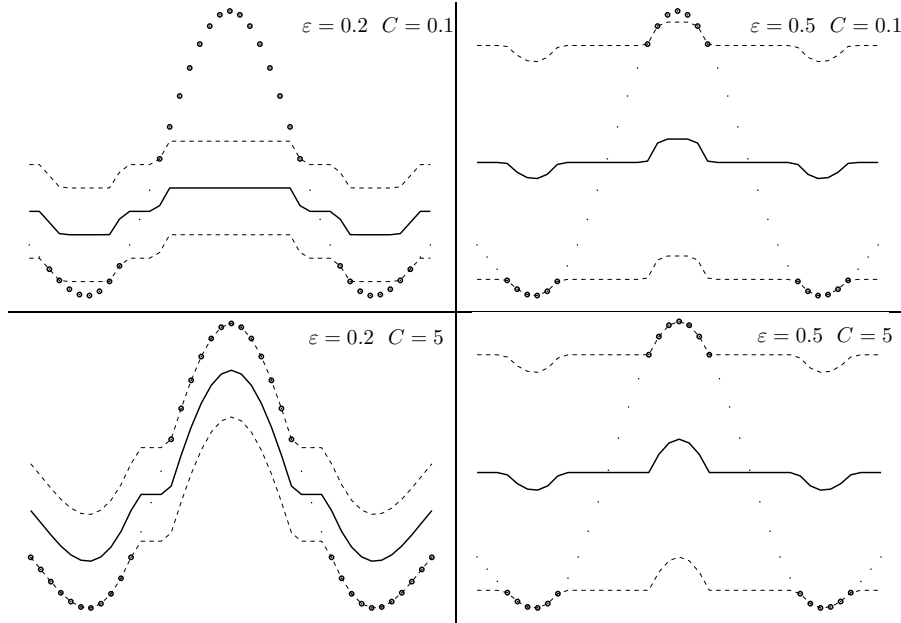 ε = 0.2 C = 0.1
ε = 0.5 C = 0.1
ε = 0.2 C = 5
ε = 0.5 C = 5